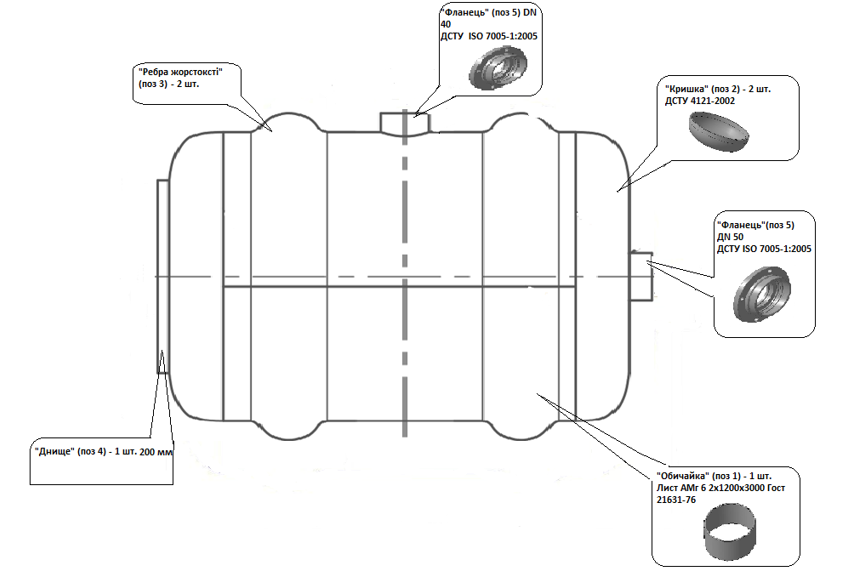 "Фланець" (поз 5) DN
40
ДСТУ ISO 7005-1:2005
"Ребра жорстоксті"
(поз 3) - 2 шт.
"Кришка" (поз 2) - 2 шт.
ДСТУ 4121-2002
"Фланець"(поз 5)
ДN 50
ДСТУ ISO 7005-1:2005
"Днище" (поз 4) - 1 шт. 200 мм
"Обичайка" (поз 1) - 1 шт.
Лист АМг 6 2х1200х3000 Гост
21631-76